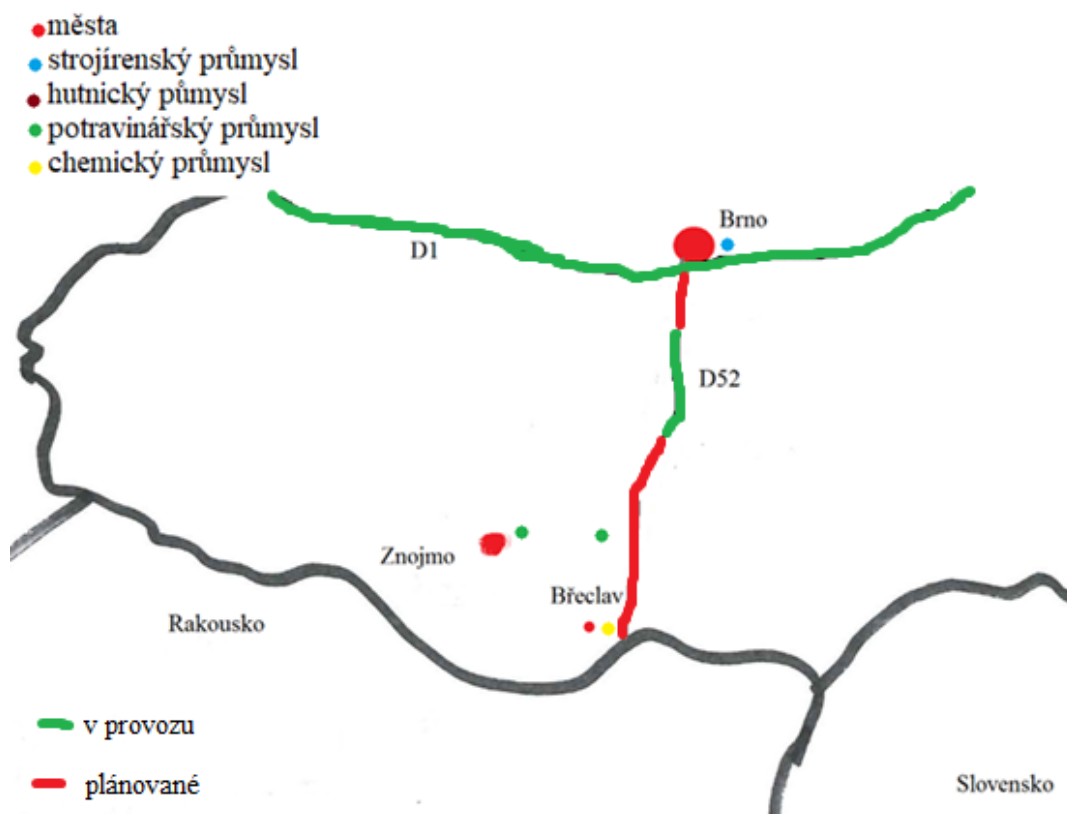 města
strojírenský průmysl
hutnický půmysl
potravinářský průmysl
chemický průmysl
Brno
D1
D52
Znojmo
Břeclav
Rakousko
v provozu
plánované
Slovensko